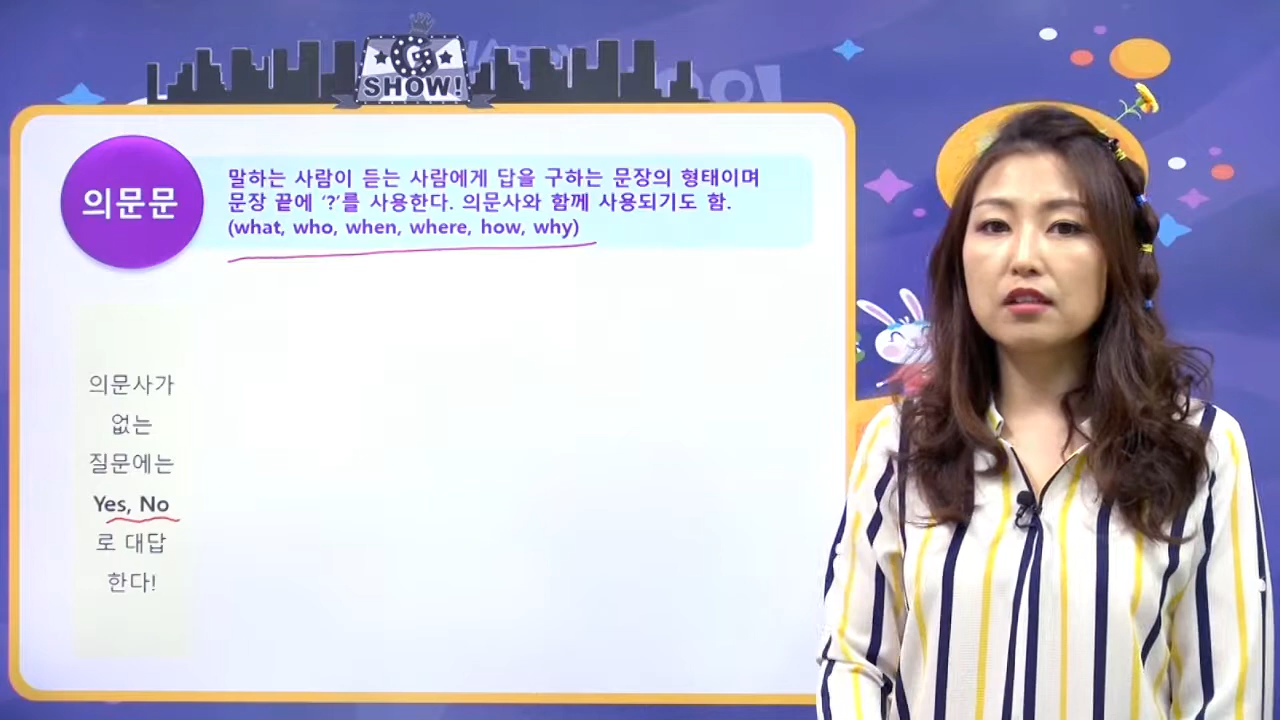 G
SHOW!
의문문
말하는 사람이 듣는 사람에게 답을 구하는 문장의 형태이며
문장 끝에 ‘?’를 사용한다. 의문사와 함께 사용되기도 함.
(what, who, when, where, how, why)
의문사가
없는
질문에는
Yes, No
로 대답
한다!